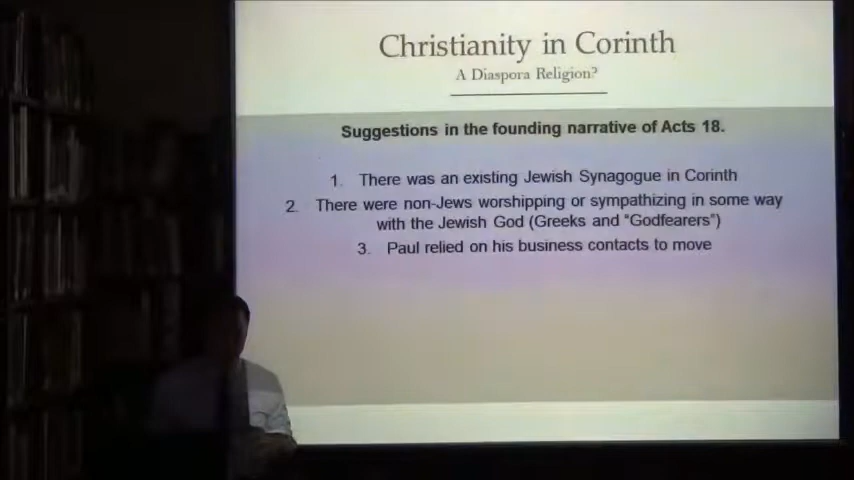 Christianity in Corinth
A Diaspora Religion?
Suggestions in the founding narrative of Acts 18.
1. There was an existing Jewish Synagogue in Corinth
2. There were non-Jews worshipping or sympathizing in some way
with the Jewish God (Greeks and "Godfearers")
3. Paul relied on his business contacts to move